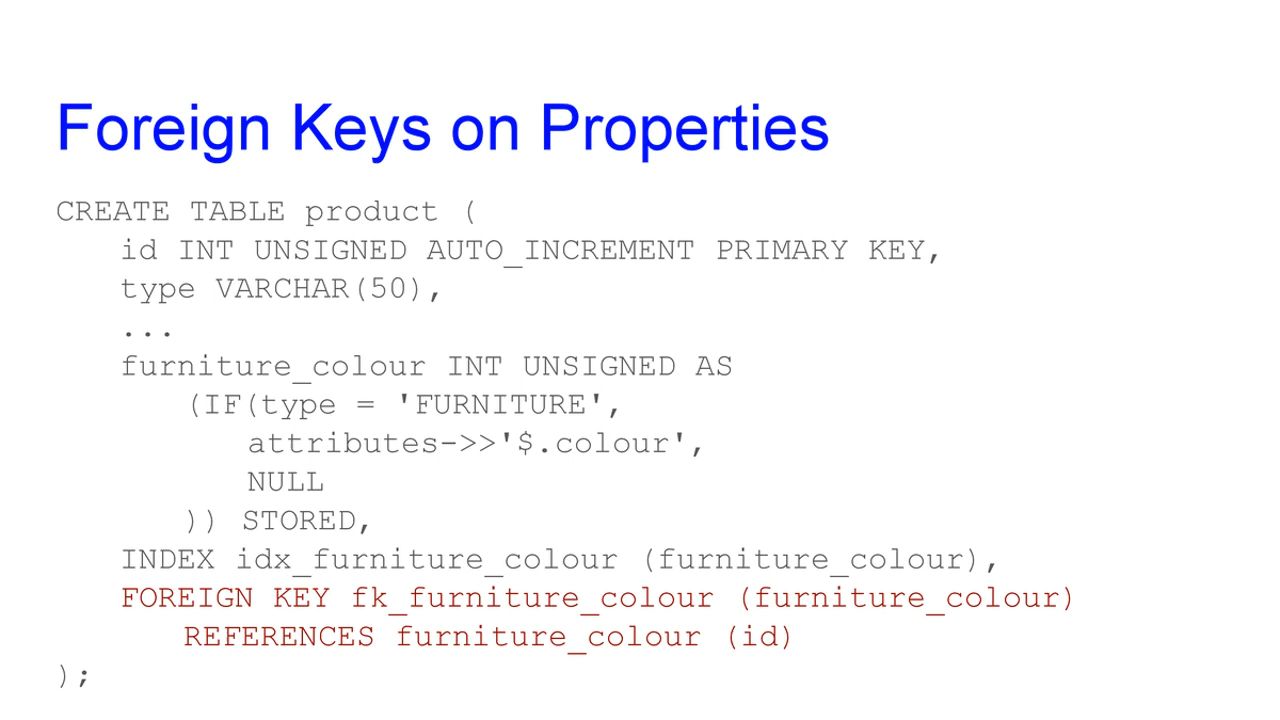 Foreign Keys on Properties
CREATE TABLE product (
id INT UNSIGNED AUTO_INCREMENT PRIMARY KEY,
type VARCHAR(50),
...
furniture_colour INT UNSIGNED AS
(IF(type = 'FURNITURE',
attributes->>'$.colour',
NULL
)) STORED,
INDEX idx_furniture_colour (furniture_colour),
FOREIGN KEY fk_furniture_colour (furniture_colour)
REFERENCES furniture_colour (id)
);